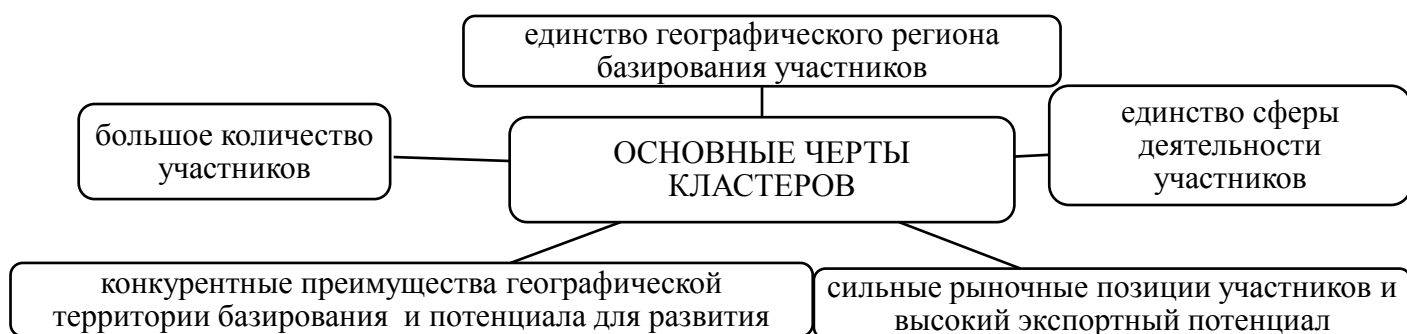 единство географического региона
базирования участников
большое количество
участников
ОСНОВНЫЕ ЧЕРТЫ
КЛАСТЕРОВ
единство сферы
деятельности
участников
конкурентные преимущества географической
территории базирования и потенциала для развития
сильные рыночные позиции участников и
высокий экспортный потенциал